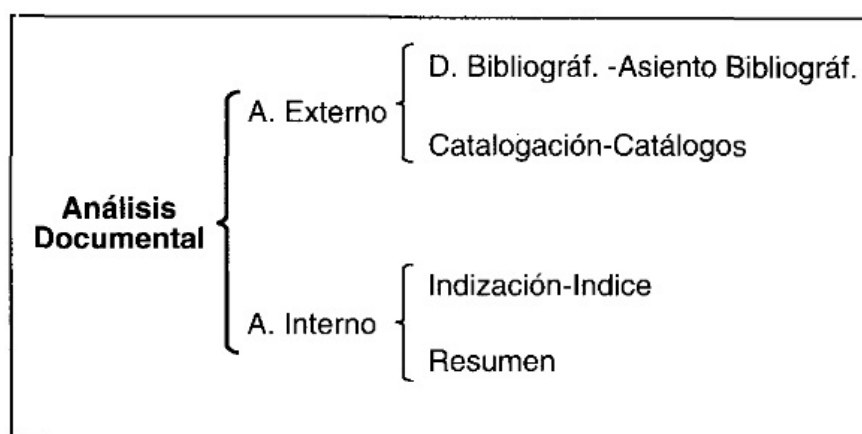 D. Bibliográf. -Asiento Bibliográf.
A. Externo
Catalogación-Catálogos
Análisis
Documental
Indización-Indice
A. Interno
Resumen